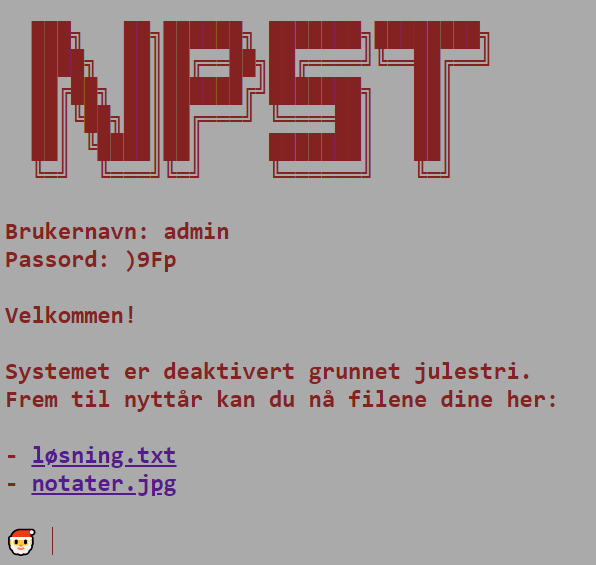 NPST
Brukernavn: admin
Passord: )9Fp
Velkommen!
Systemet er deaktivert grunnet julestri.
Frem til nyttår kan du nå filene dine her:
- løsning.txt
- notater.jpg